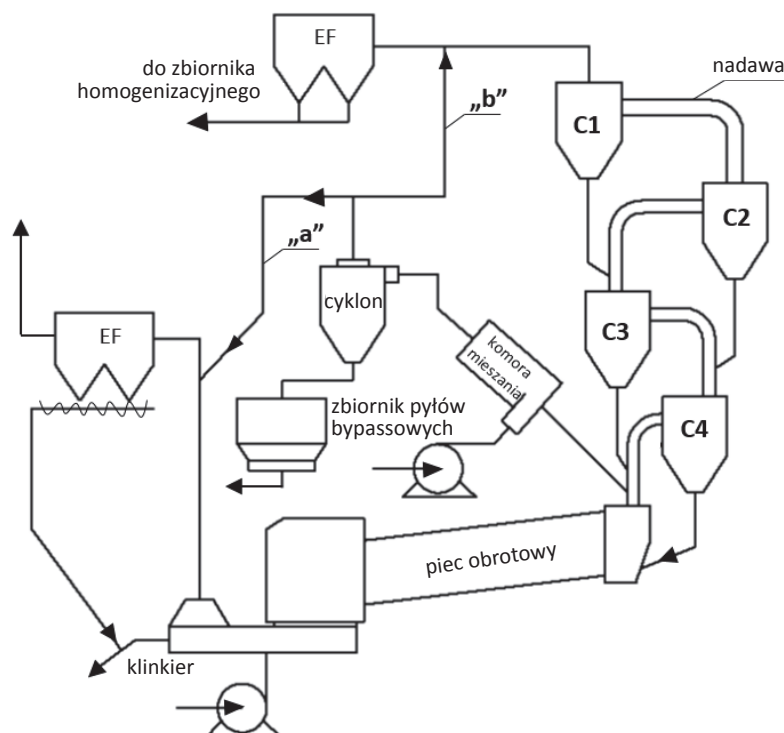 EF
do zbiornika
homogenizacyjnego
nadawa
„b”
C1
C2
„a”
cyklon
EF
komora
mieszania
C3
zbiornik pyłów
bypassowych
C4
piec obrotowy
klinkier